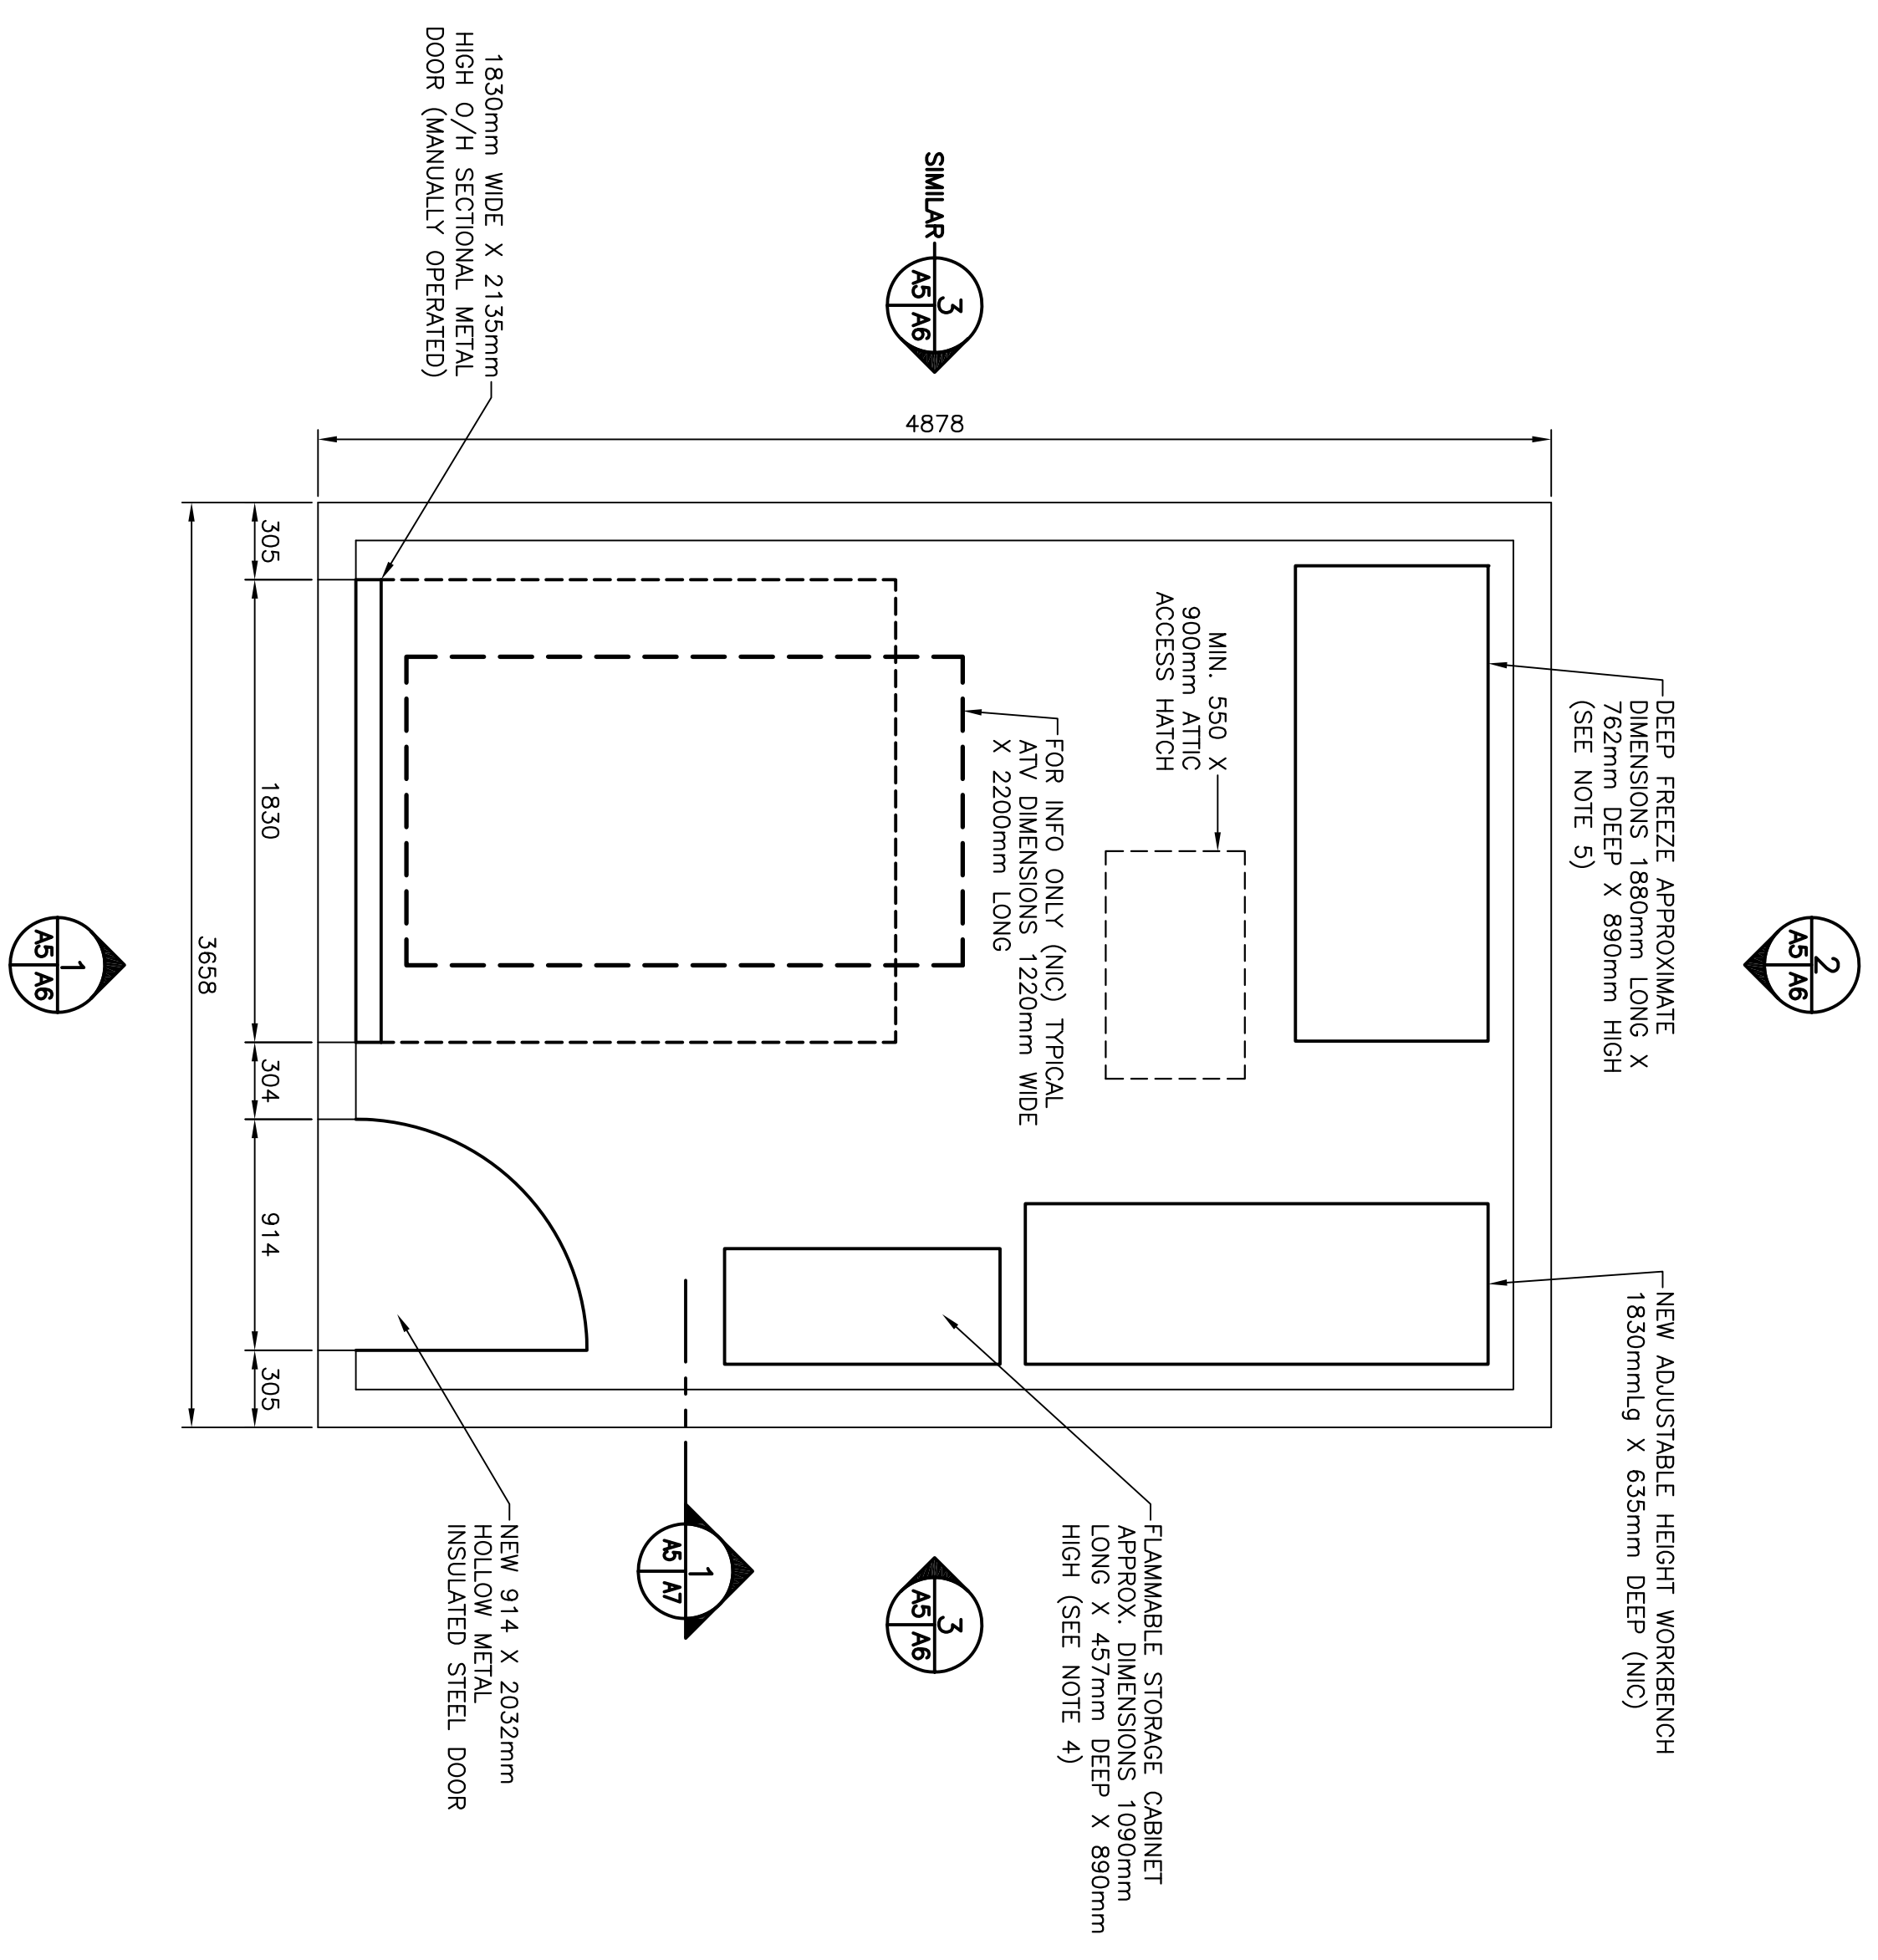 2
A5 A6
DEEP FREEZE APPROXIMATE
DIMENSIONS 1880mm LONG X
762mm DEEP X 890mm HIGH
(SEE NOTE 5)
NEW ADJUSTABLE HEIGHT WORKBENCH
1830mmLg X 635mm DEEP (NIC)
MIN. 550 X
900mm ATTIC
ACCESS HATCH
FOR INFO ONLY (NIC) TYPICAL
ATV DIMENSIONS 1220mm WIDE
X 2200mm LONG
FLAMMABLE STORAGE CABINET
APPROX. DIMENSIONS 1090mm
LONG X 457mm DEEP X 890mm
HIGH (SEE NOTE 4)
SIMILAR
3
A5 A6
4878
3
A5 A6
1
A5 A7
1830mm WIDE X 2135mm
HIGH O/H SECTIONAL METAL
DOOR (MANUALLY OPERATED)
NEW 914 X 2032mm
HOLLOW METAL
INSULATED STEEL DOOR
305
1830
304
914
305
3658
1
A5 A6